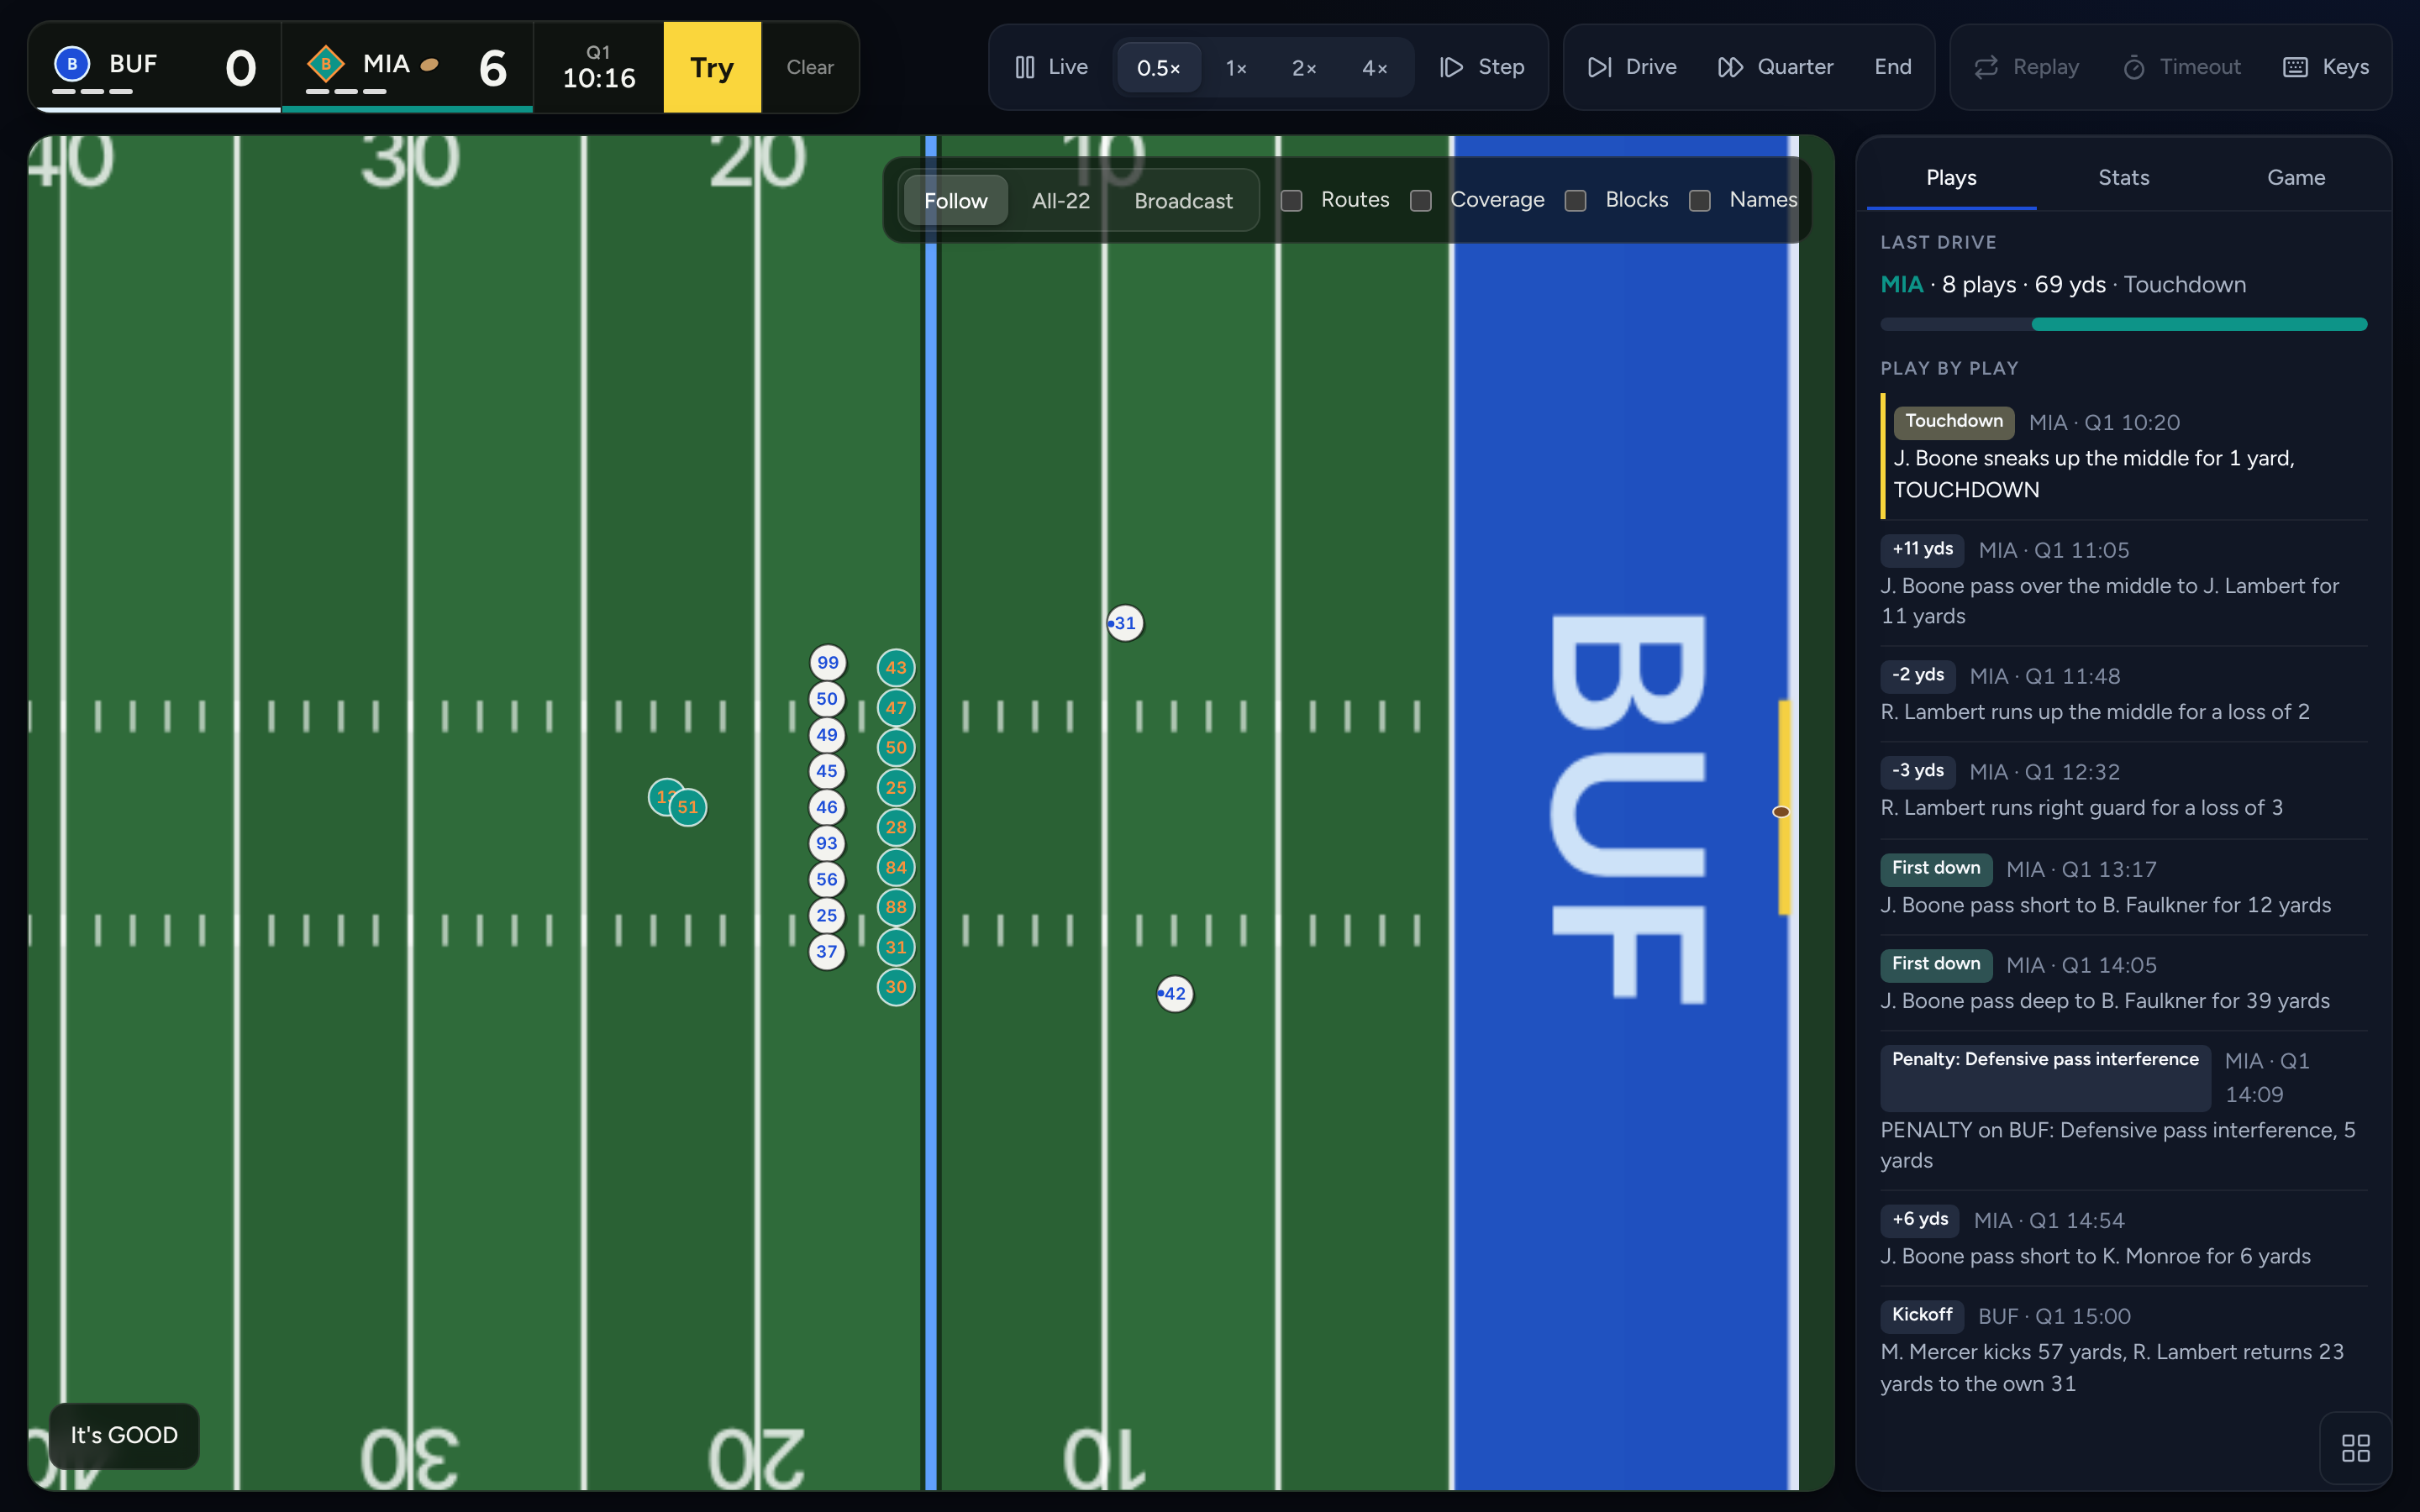 B BUF 0
B MIA 6
Q1
10:16
Try
Clear
Live 0.5× 1× 2× 4× Step
Drive Quarter End
Replay Timeout Keys
40 30 20 10
Follow All-22 Broadcast Routes Coverage Blocks Names
31
99 43
50 47
49 50
45 25
46 28
51
93 84
56 88
25 31
37 30
42
BUF
30 20 10
It's GOOD
Plays Stats Game
LAST DRIVE
MIA · 8 plays · 69 yds · Touchdown
PLAY BY PLAY
Touchdown MIA · Q1 10:20
J. Boone sneaks up the middle for 1 yard,
TOUCHDOWN
+11 yds MIA · Q1 11:05
J. Boone pass over the middle to J. Lambert for
11 yards
-2 yds MIA · Q1 11:48
R. Lambert runs up the middle for a loss of 2
-3 yds MIA · Q1 12:32
R. Lambert runs right guard for a loss of 3
First down MIA · Q1 13:17
J. Boone pass short to B. Faulkner for 12 yards
First down MIA · Q1 14:05
J. Boone pass deep to B. Faulkner for 39 yards
Penalty: Defensive pass interference MIA · Q1
14:09
PENALTY on BUF: Defensive pass interference, 5
yards
+6 yds MIA · Q1 14:54
J. Boone pass short to K. Monroe for 6 yards
Kickoff BUF · Q1 15:00
M. Mercer kicks 57 yards, R. Lambert returns 23
yards to the own 31